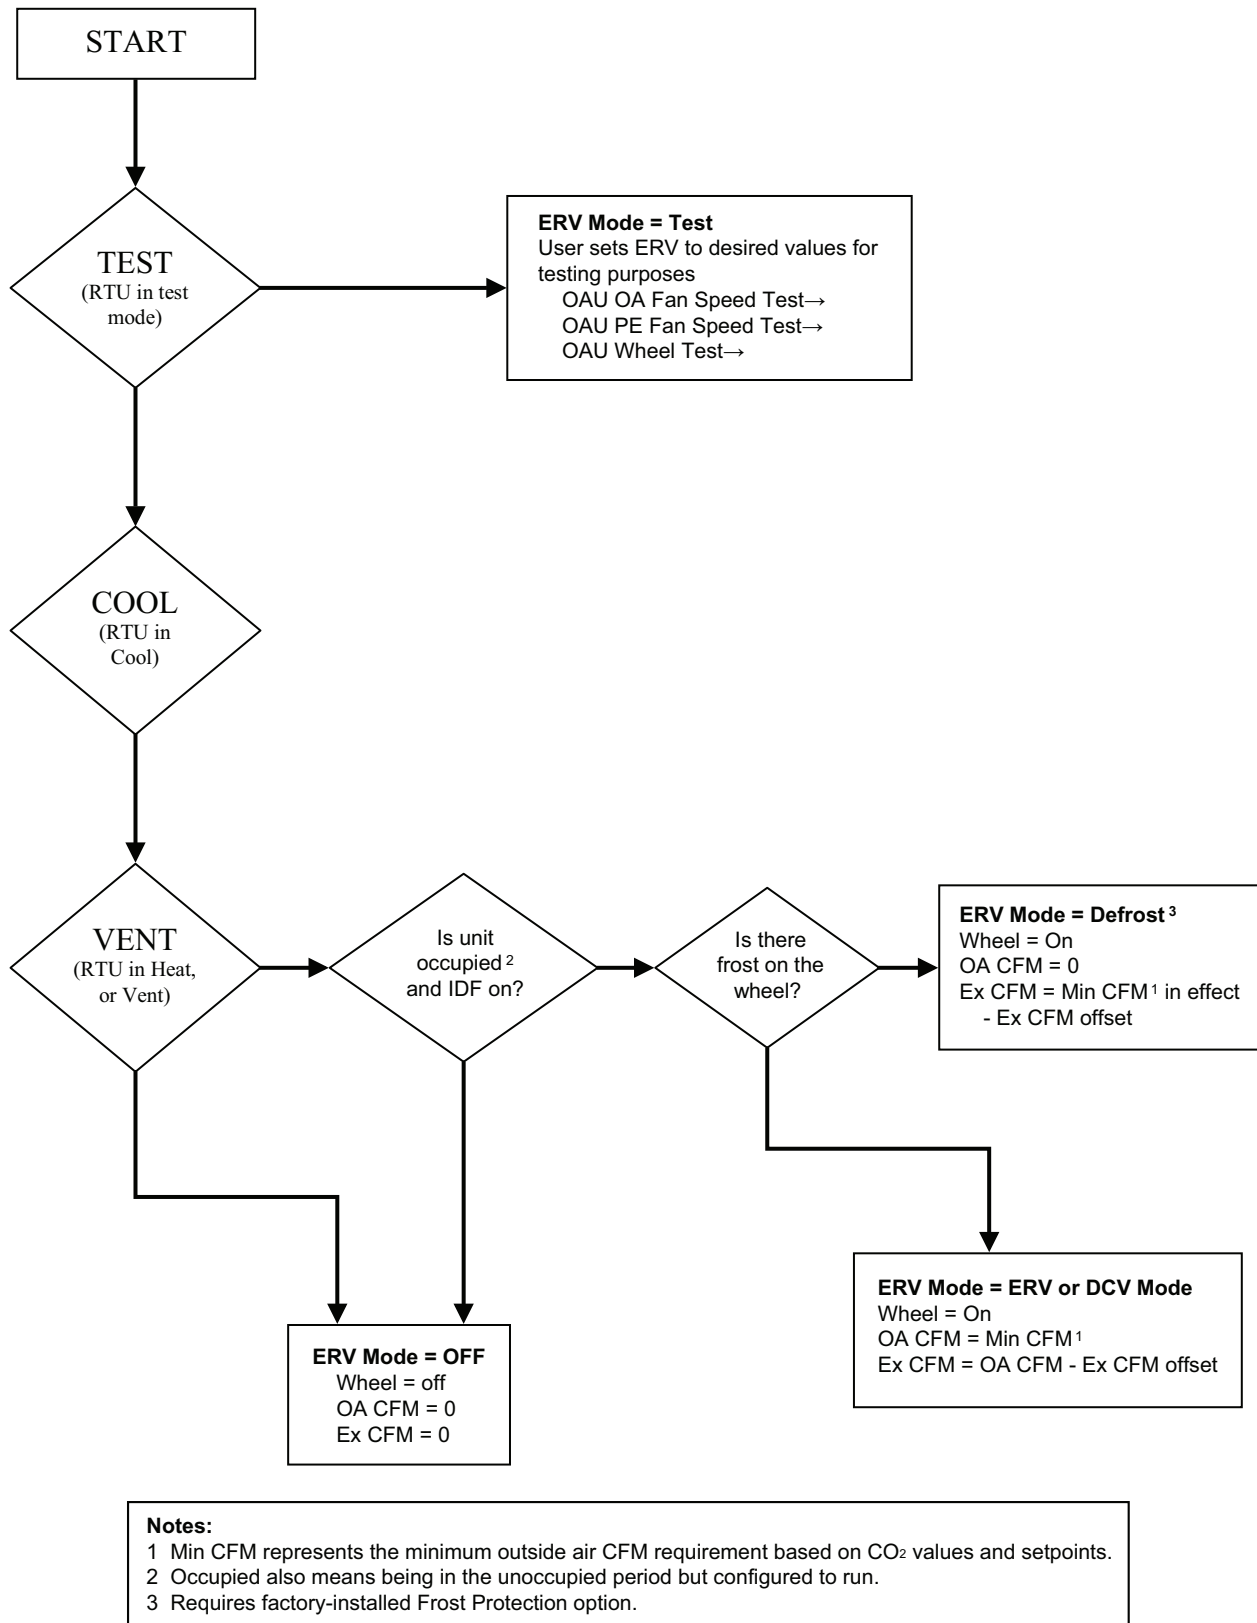 START
TEST
(RTU in test
mode)
ERV Mode = Test
User sets ERV to desired values for
testing purposes
OAU OA Fan Speed Test→
OAU PE Fan Speed Test→
OAU Wheel Test→
COOL
(RTU in
Cool)
VENT
(RTU in Heat,
or Vent)
Is unit
occupied ²
and IDF on?
Is there
frost on the
wheel?
ERV Mode = Defrost ³
Wheel = On
OA CFM = 0
Ex CFM = Min CFM¹ in effect
- Ex CFM offset
ERV Mode = ERV or DCV Mode
Wheel = On
OA CFM = Min CFM¹
Ex CFM = OA CFM - Ex CFM offset
ERV Mode = OFF
Wheel = off
OA CFM = 0
Ex CFM = 0
Notes:
1 Min CFM represents the minimum outside air CFM requirement based on CO₂ values and setpoints.
2 Occupied also means being in the unoccupied period but configured to run.
3 Requires factory-installed Frost Protection option.